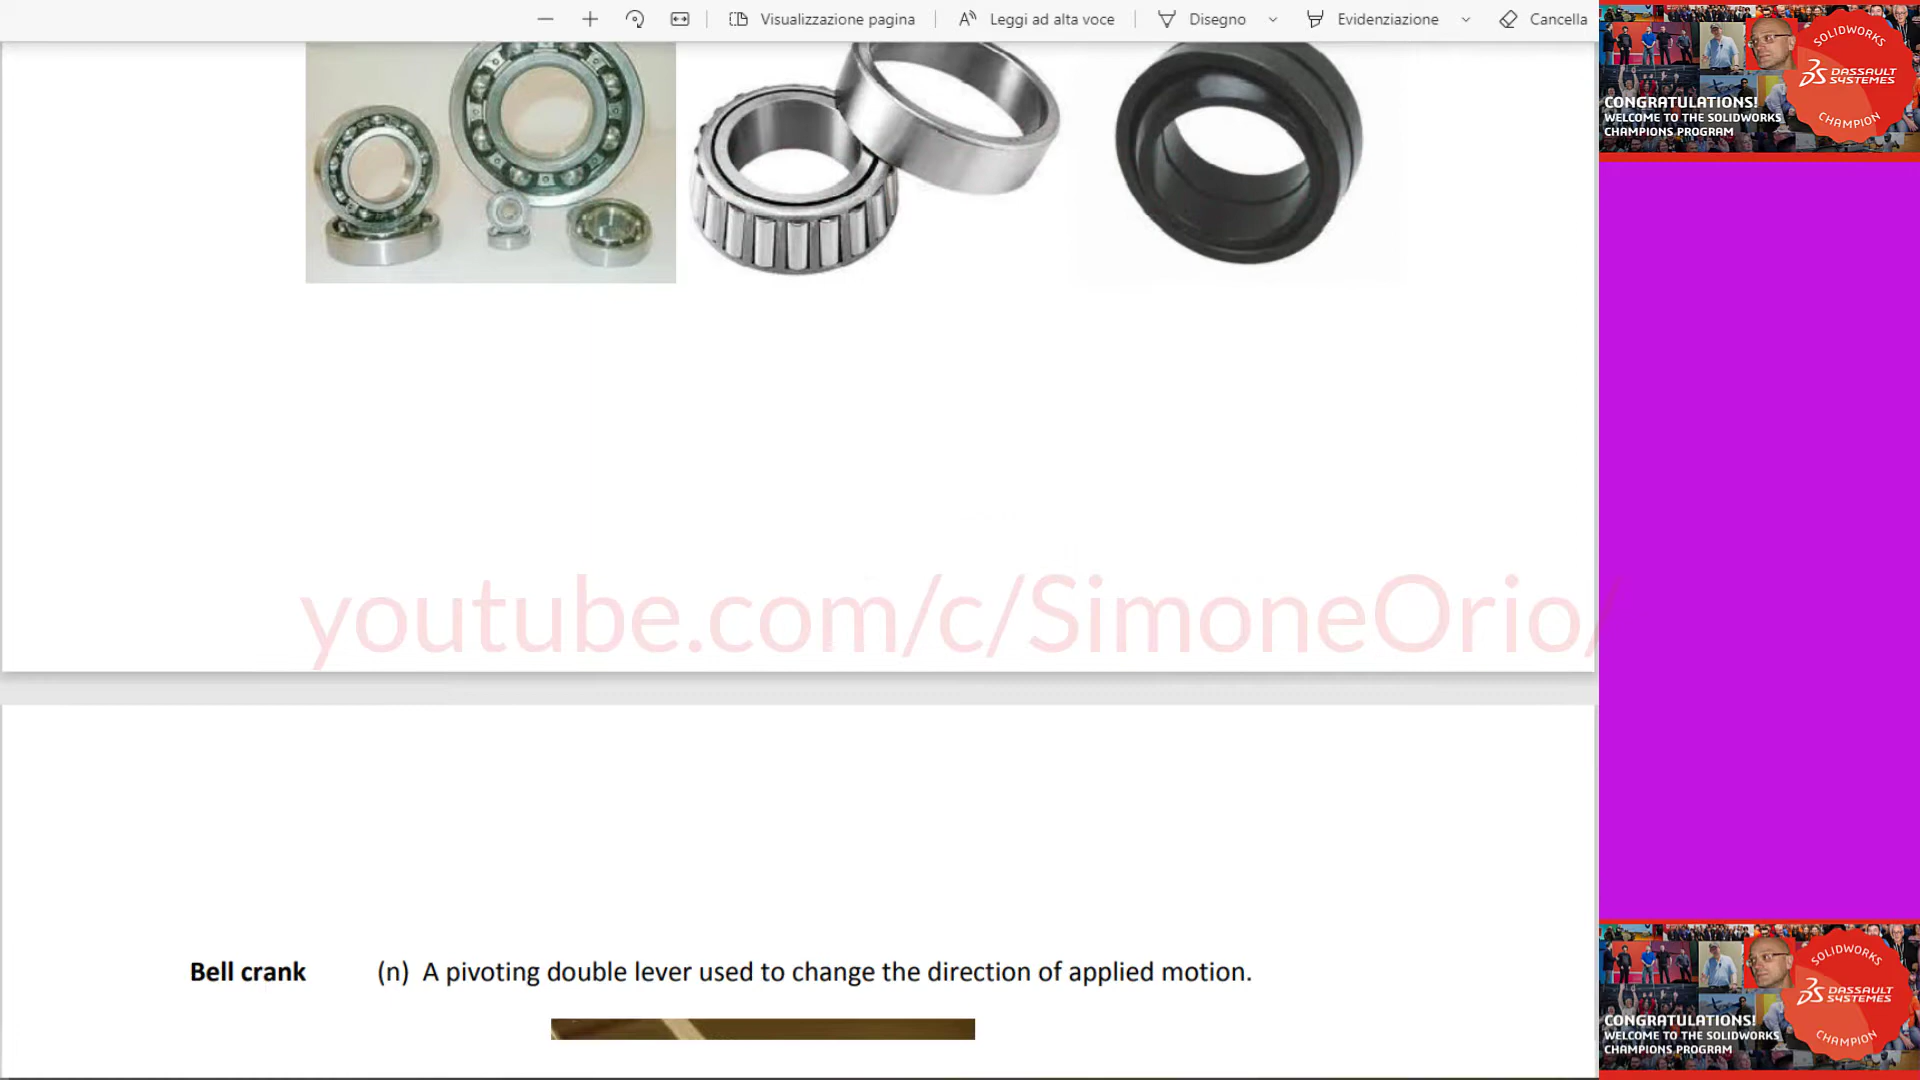 Visualizzazione pagina
Leggi ad alta voce
Disegno
Evidenziazione
Cancella
SOLIDWORKS
DASSAULT SYSTEMES
CHAMPION
CONGRATULATIONS!
WELCOME TO THE SOLIDWORKS
CHAMPIONS PROGRAM
youtube.com/c/SimoneOrio/
Bell crank (n) A pivoting double lever used to change the direction of applied motion.
SOLIDWORKS
DASSAULT SYSTEMES
CHAMPION
CONGRATULATIONS!
WELCOME TO THE SOLIDWORKS
CHAMPIONS PROGRAM